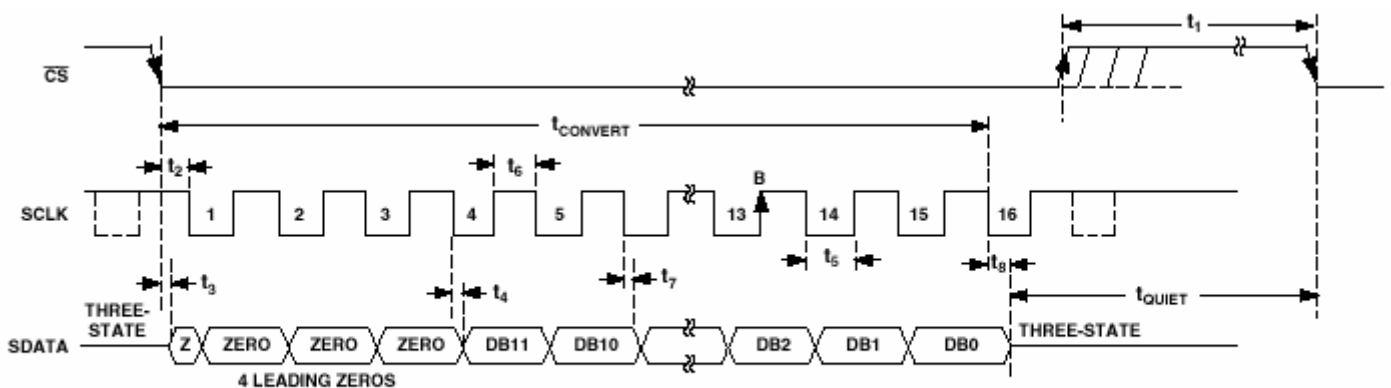 t1
CS
tCONVERT
t2
t6
B
SCLK
1
2
3
4
5
13
14
15
16
t3
t4
t7
t5
t8
tQUIET
THREE-
STATE
THREE-STATE
SDATA
Z
ZERO
ZERO
ZERO
DB11
DB10
DB2
DB1
DB0
4 LEADING ZEROS